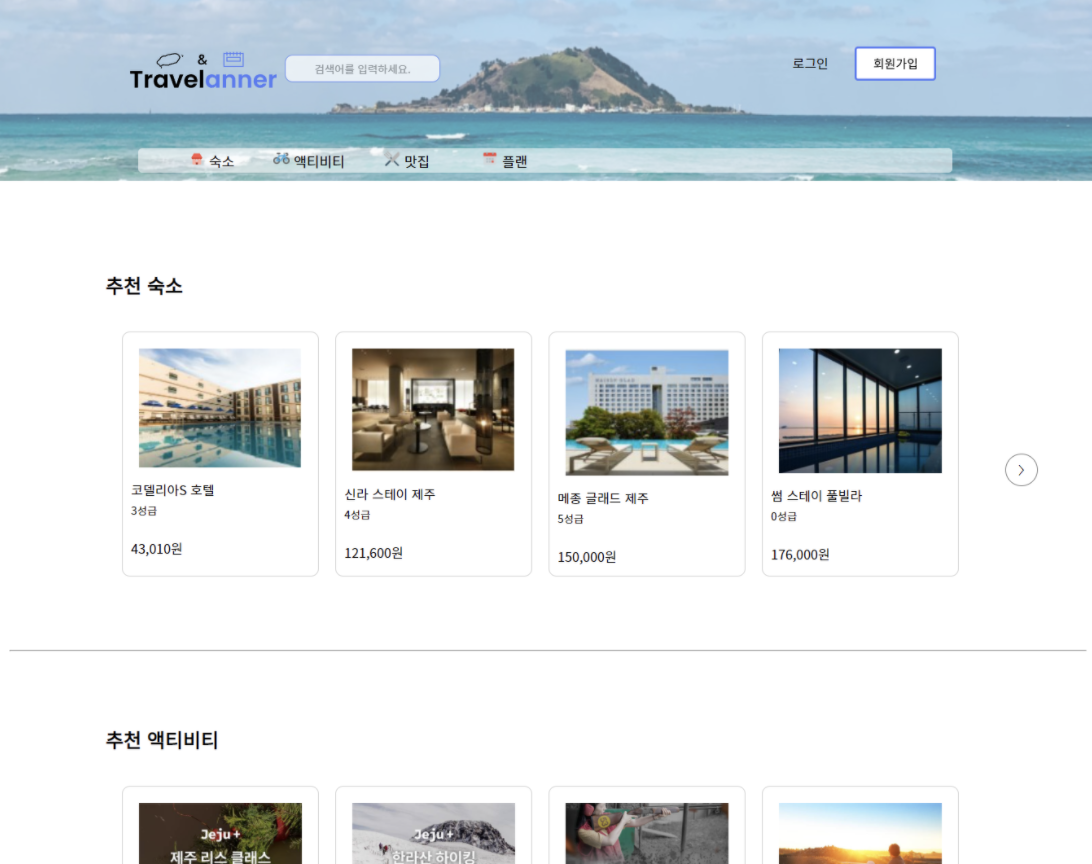 &
Travelanner
검색어를 입력하세요.
로그인
회원가입
숙소
액티비티
맛집
플랜
추천 숙소
코델리아S 호텔
3성급
43,010원
신라 스테이 제주
4성급
121,600원
메종 글래드 제주
5성급
150,000원
썸 스테이 풀빌라
0성급
176,000원
추천 액티비티
Jeju+
제주 리스 클래스
Jeju+
한라산 하이킹